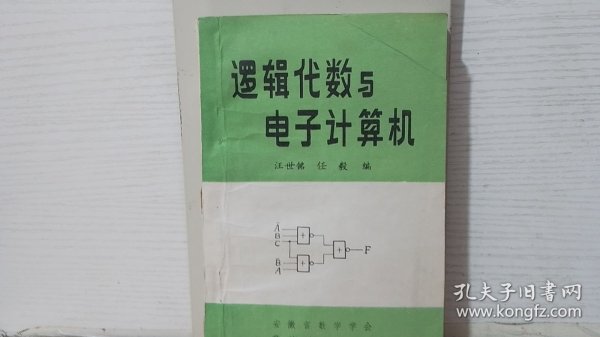 逻辑代数与
电子计算机
汪世铭 任毅 编
A
B
C
B
A
+
+
+
F
安徽省数学学会
孔夫子旧书网
www.kongfz.com